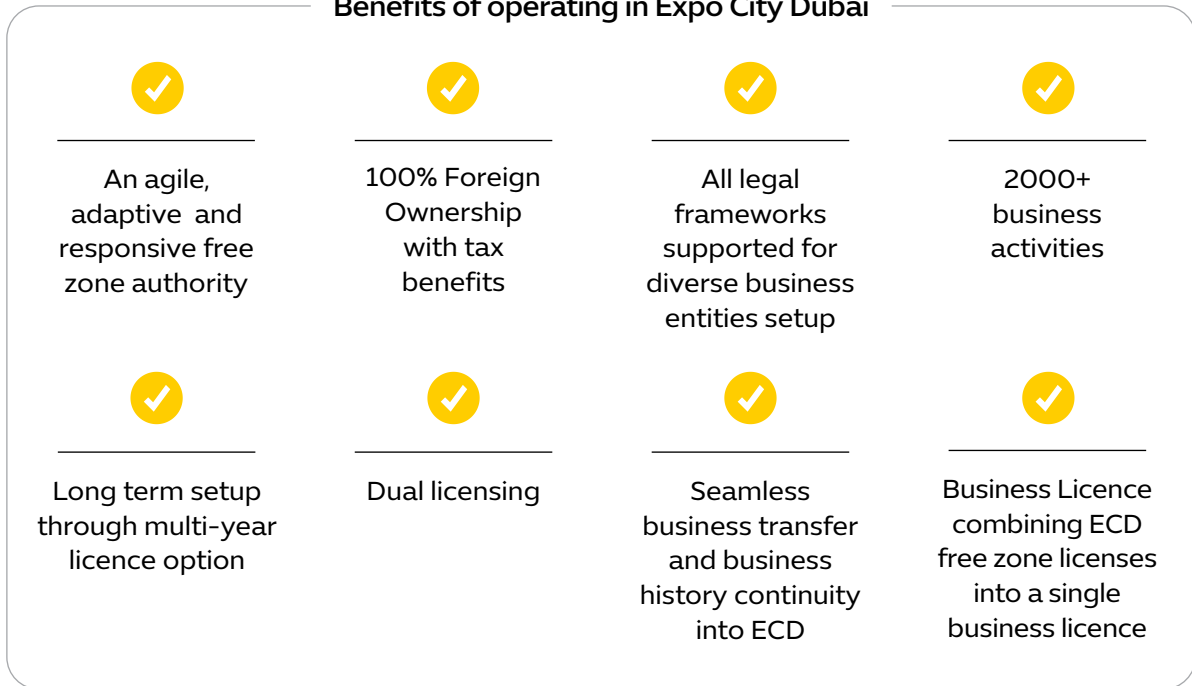 Benefits of operating in Expo City Dubai
An agile,
adaptive and
responsive free
zone authority
100% Foreign
Ownership
with tax
benefits
All legal
frameworks
supported for
diverse business
entities setup
2000+
business
activities
Long term setup
through multi-year
licence option
Dual licensing
Seamless
business transfer
and business
history continuity
into ECD
Business Licence
combining ECD
free zone licenses
into a single
business licence